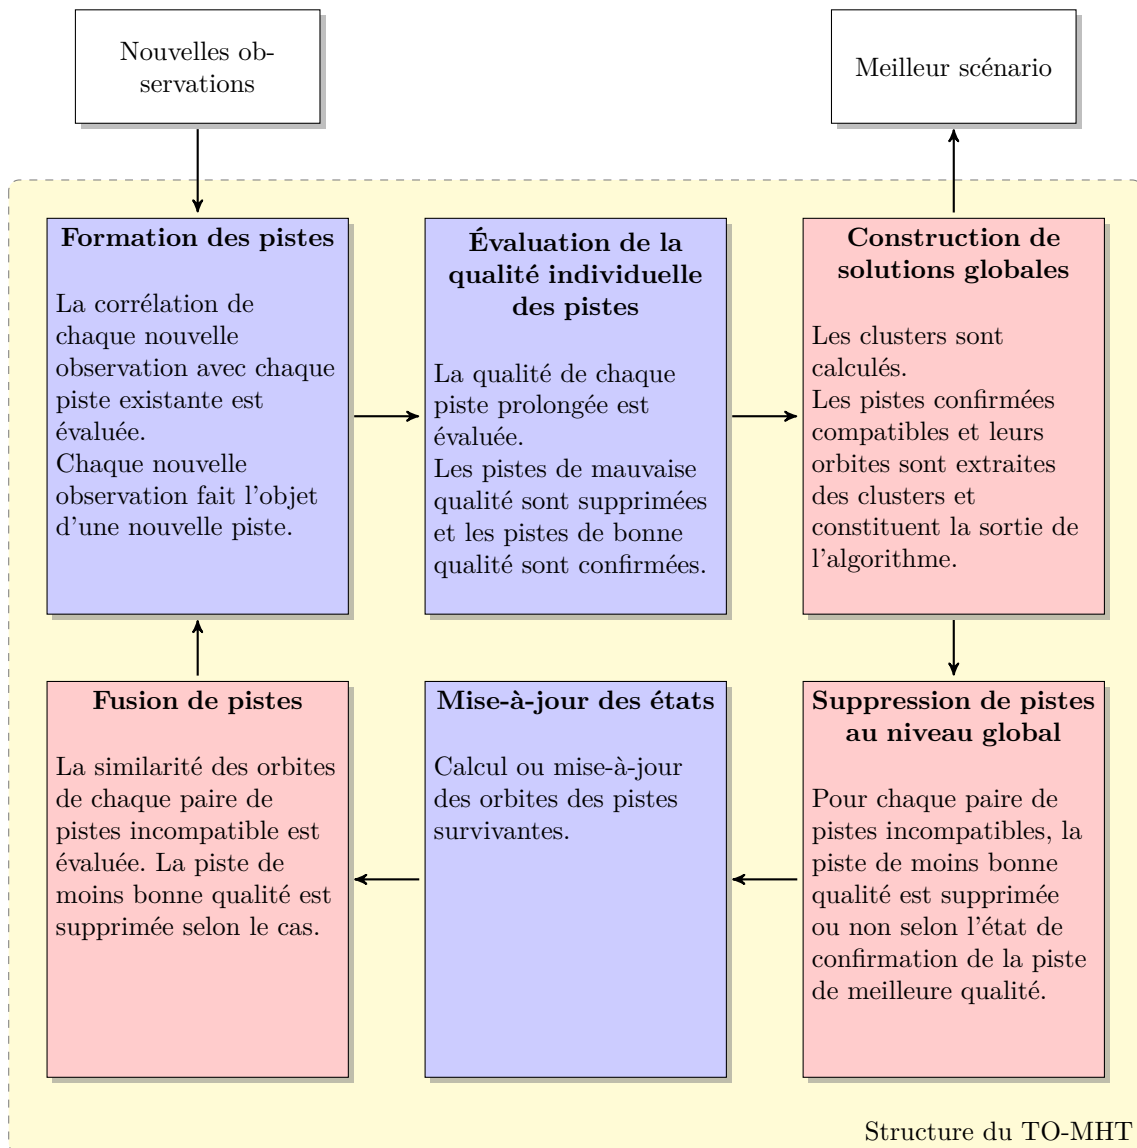 Nouvelles ob-
servations
Meilleur scénario
Formation des pistes
La corrélation de
chaque nouvelle
observation avec chaque
piste existante est
évaluée.
Chaque nouvelle
observation fait l'objet
d'une nouvelle piste.
Évaluation de la
qualité individuelle
des pistes
La qualité de chaque
piste prolongée est
évaluée.
Les pistes de mauvaise
qualité sont supprimées
et les pistes de bonne
qualité sont confirmées.
Construction de
solutions globales
Les clusters sont
calculés.
Les pistes confirmées
compatibles et leurs
orbites sont extraites
des clusters et
constituent la sortie de
l'algorithme.
Fusion de pistes
La similarité des orbites
de chaque paire de
pistes incompatible est
évaluée. La piste de
moins bonne qualité est
supprimée selon le cas.
Mise-à-jour des états
Calcul ou mise-à-jour
des orbites des pistes
survivantes.
Suppression de pistes
au niveau global
Pour chaque paire de
pistes incompatibles, la
piste de moins bonne
qualité est supprimée
ou non selon l'état de
confirmation de la piste
de meilleure qualité.
Structure du TO-MHT